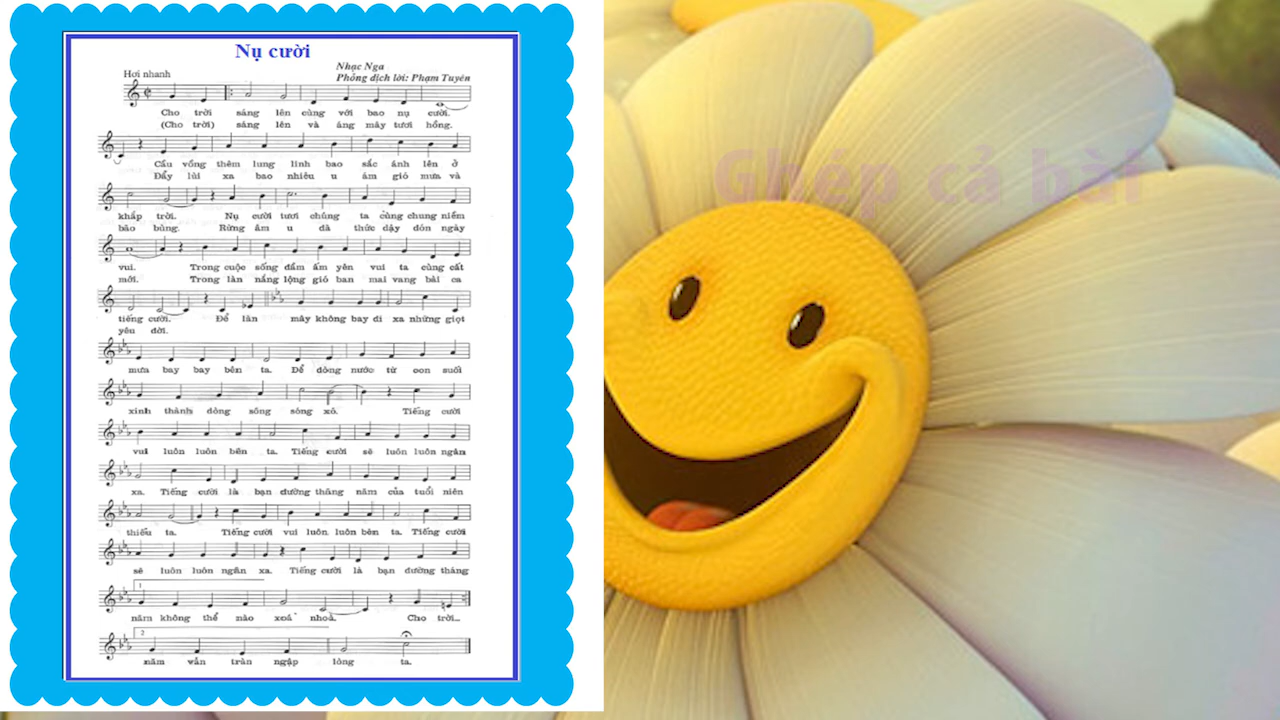 Nụ cười
Nhạc Nga
Hơi nhanh
Phỏng dịch lời: Phạm Tuyên
Cho trời sáng lên cùng với bao nụ cười.
(Cho trời) sáng lên và áng mây tươi hồng.
Cầu vồng thêm lung linh bao sắc ánh lên ở
Đẩy lùi xa bao nhiêu u ám gió mưa và
khắp trời. Nụ cười tươi chúng ta cùng chung niềm
bão bùng. Rừng âm u đã thức dậy đón ngày
vui. Trong cuộc sống đầm ấm yên vui ta cùng cất
mới. Trong làn nắng lộng gió ban mai vang bài ca
tiếng cười. Để làn mây không bay đi xa những giọt
yêu đời.
mưa bay bay bên ta. Để dòng nước từ con suối
xinh thành dòng sông sóng xô. Tiếng cười
vui luôn luôn bên ta. Tiếng cười sẽ luôn luôn ngân
xa. Tiếng cười là bạn đường tháng năm của tuổi niên
thiếu ta. Tiếng cười vui luôn luôn bên ta. Tiếng cười
sẽ luôn luôn ngân xa. Tiếng cười là bạn đường tháng
1
năm không thể nào xoá nhoà. Cho trời...
2
năm vẫn tràn ngập lòng ta.
Ghép cả bài